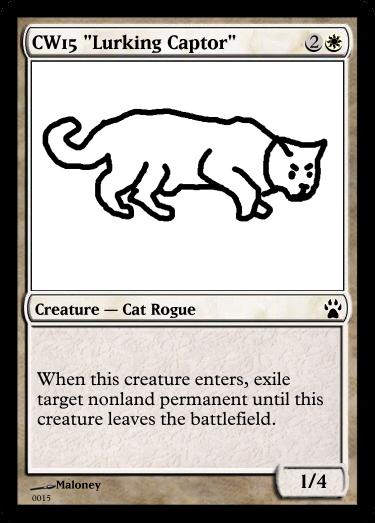 CW15 "Lurking Captor" 2
Creature — Cat Rogue
When this creature enters, exile
target nonland permanent until this
creature leaves the battlefield.
1/4
Maloney
0015